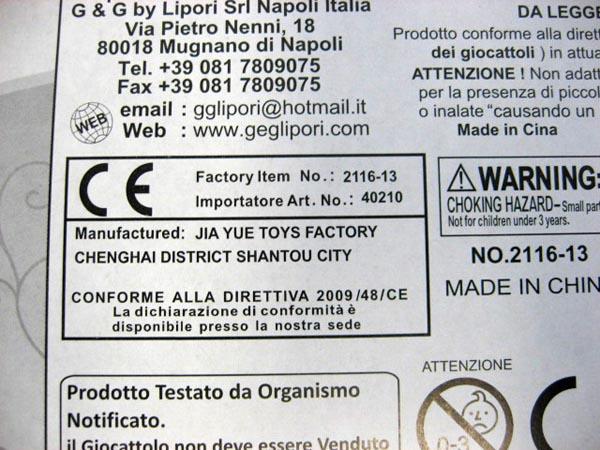 G & G by Lipori Srl Napoli Italia
Via Pietro Nenni, 18
80018 Mugnano di Napoli
Tel. +39 081 7809075
Fax +39 081 7809075
WEB
email : gglipori@hotmail.it
Web : www.geglipori.com
DA LEGGE
Prodotto conforme alla dirett
dei giocattoli ) in attua
ATTENZIONE ! Non adatt
per la presenza di piccol
o inalate "causando un
Made in Cina
CE
Factory Item No.: 2116-13
Importatore Art. No.: 40210
Manufactured: JIA YUE TOYS FACTORY
CHENGHAI DISTRICT SHANTOU CITY
CONFORME ALLA DIRETTIVA 2009/48/CE
La dichiarazione di conformità è
disponibile presso la nostra sede
WARNING:
CHOKING HAZARD-Small part
Not for children under 3 years.
NO.2116-13
MADE IN CHIN
Prodotto Testato da Organismo
Notificato.
il Giocattolo non deve essere Venduto
ATTENZIONE
0-3
C